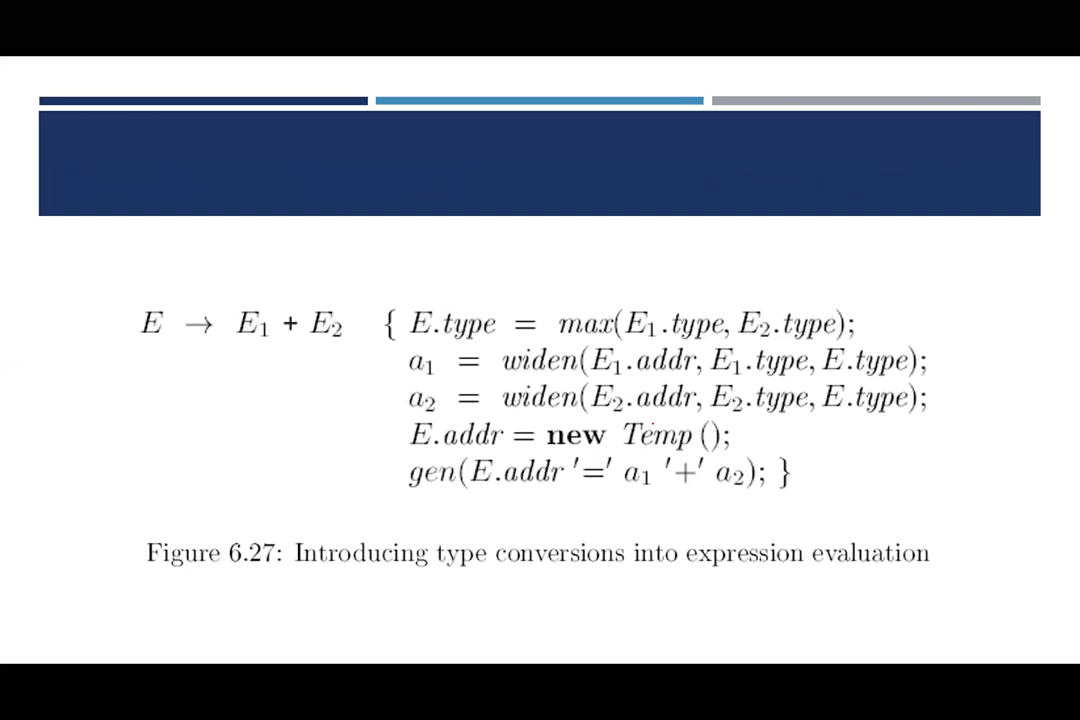 E → E₁ + E₂ { E.type = max(E₁.type, E₂.type);
a₁ = widen(E₁.addr, E₁.type, E.type);
a₂ = widen(E₂.addr, E₂.type, E.type);
E.addr = new Temp ();
gen(E.addr '=' a₁ '+' a₂); }
Figure 6.27: Introducing type conversions into expression evaluation